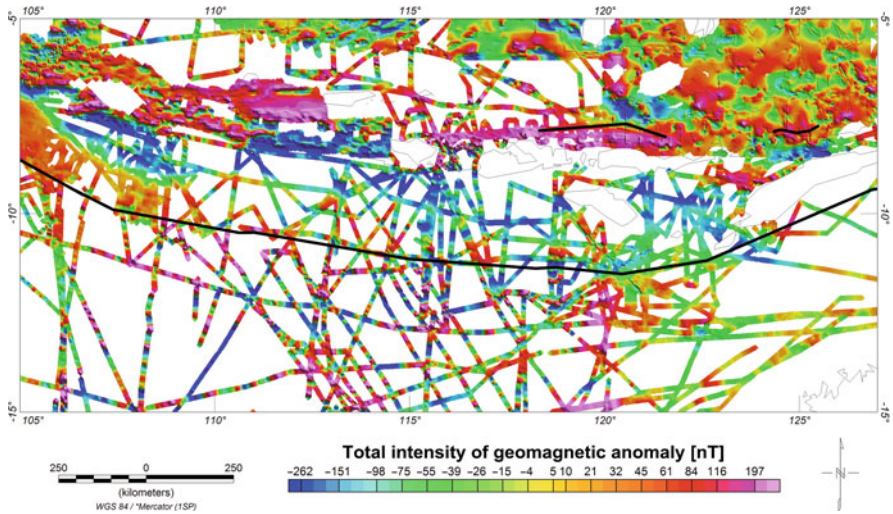 105° 110° 115° 120° 125°
-5° -5°
-10° -10°
-15° -15°
105° 110° 115° 120° 125°
Total intensity of geomagnetic anomaly [nT]
250 0 250
(kilometers)
WGS 84 / *Mercator (1SP)
−262 −151 −98 −75 −55 −39 −26 −15 −4 5 10 21 32 43 60 84 116 197
N